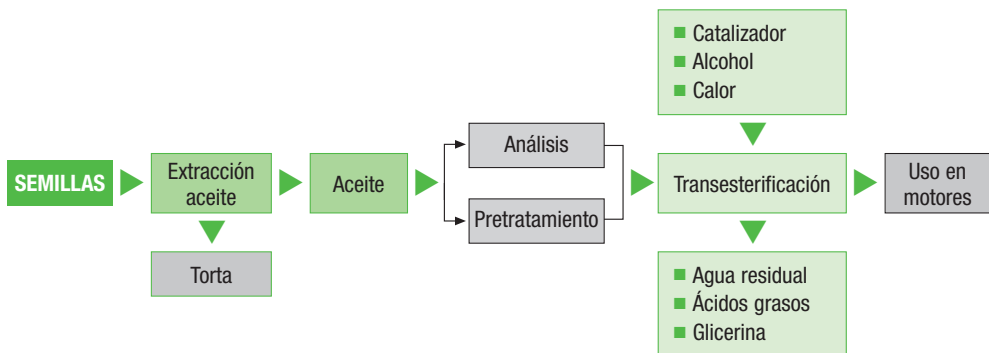 SEMILLAS
Extracción
aceite
Torta
Aceite
Análisis
Pretratamiento
Catalizador
Alcohol
Calor
Transesterificación
Agua residual
Ácidos grasos
Glicerina
Uso en
motores